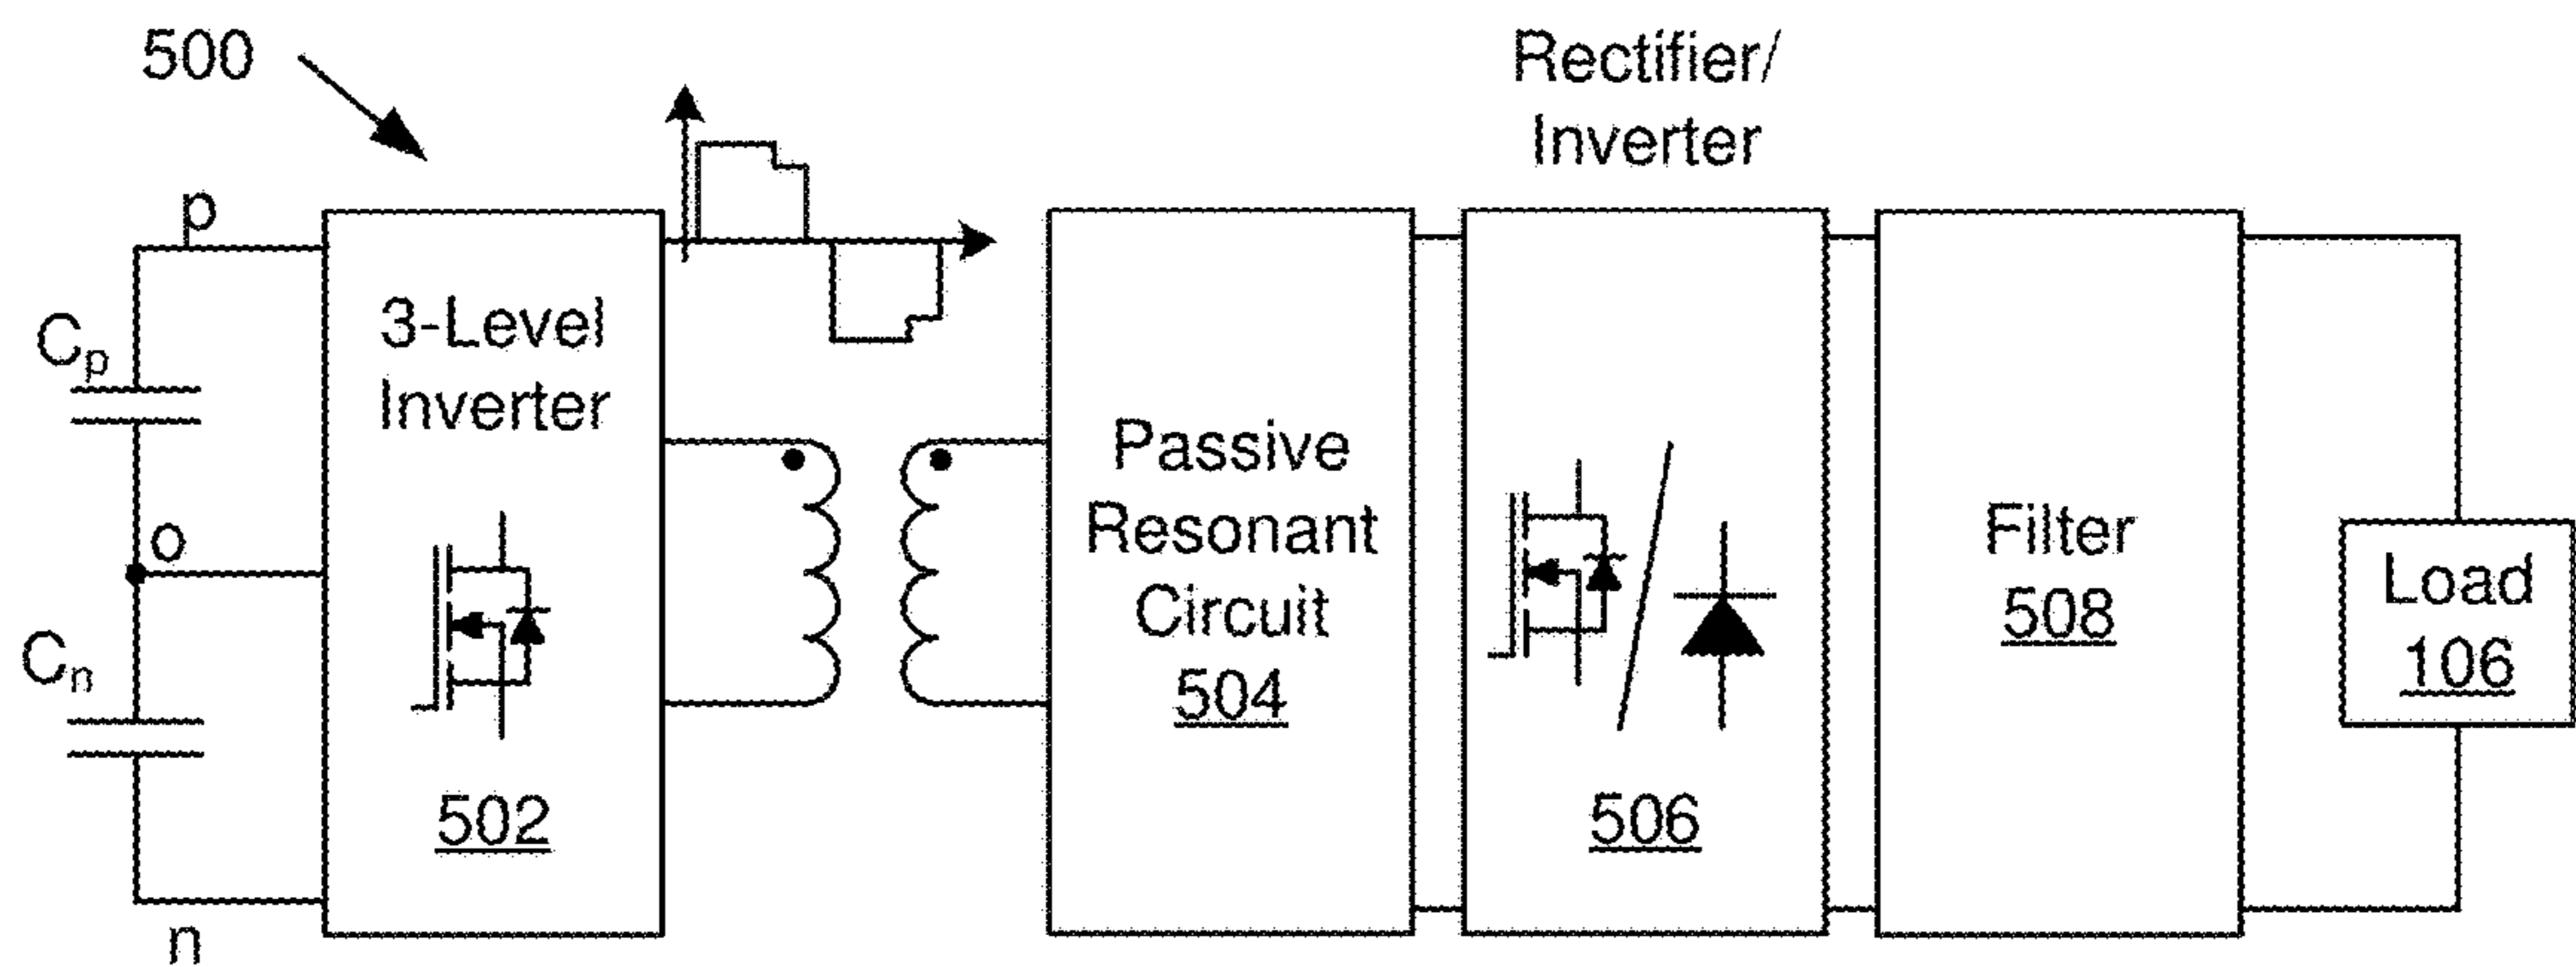 500
Rectifier/
Inverter
p
3-Level
Inverter
Cp
o
Cn
502
n
Passive
Resonant
Circuit
504
506
Filter
508
Load
106